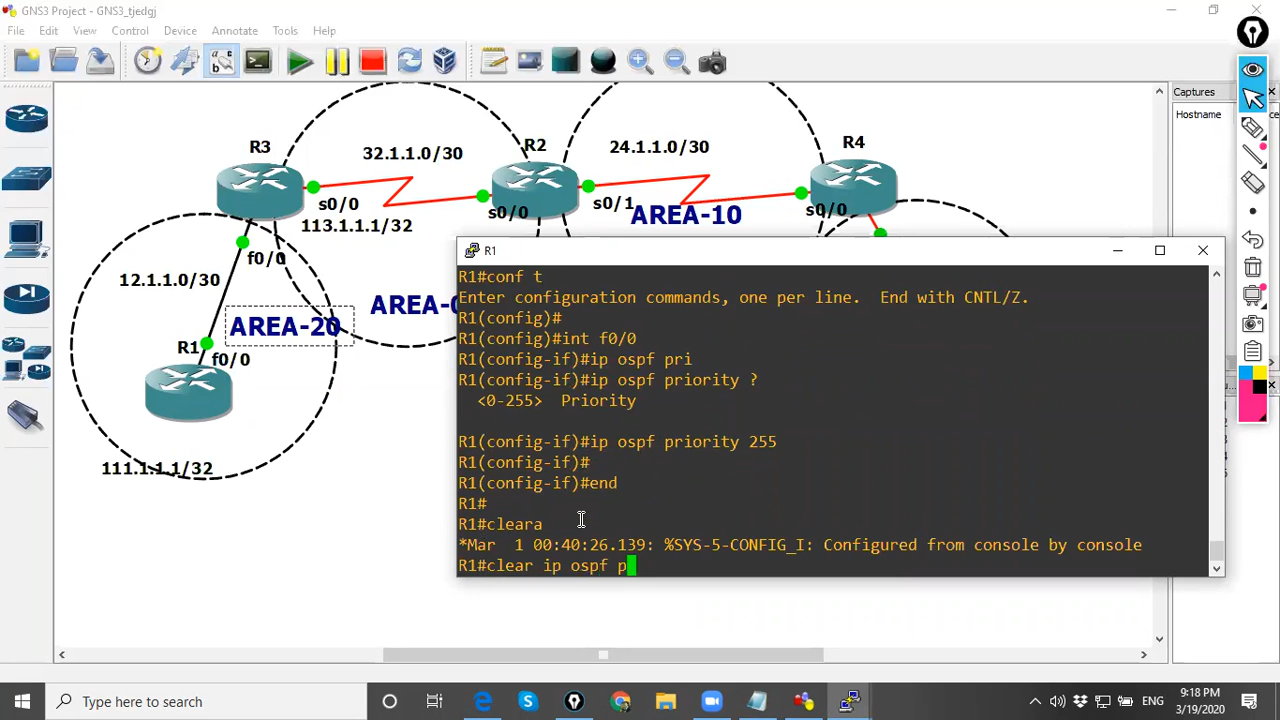 GNS3 Project - GNS3_tjedgj
File Edit View Control Device Annotate Tools Help
Captures
Hostname
R3
32.1.1.0/30
R2
24.1.1.0/30
R4
s0/0
113.1.1.1/32
s0/0
s0/1
AREA-10
s0/0
f0/0
12.1.1.0/30
AREA-20
R1
f0/0
111.1.1.1/32
R1
R1#conf t
Enter configuration commands, one per line.  End with CNTL/Z.
R1(config)#
R1(config)#int f0/0
R1(config-if)#ip ospf pri
R1(config-if)#ip ospf priority ?
<0-255>  Priority
R1(config-if)#ip ospf priority 255
R1(config-if)#
R1(config-if)#end
R1#
R1#cleara
*Mar  1 00:40:26.139: %SYS-5-CONFIG_I: Configured from console by console
R1#clear ip ospf p
Type here to search
ENG
9:18 PM
3/19/2020